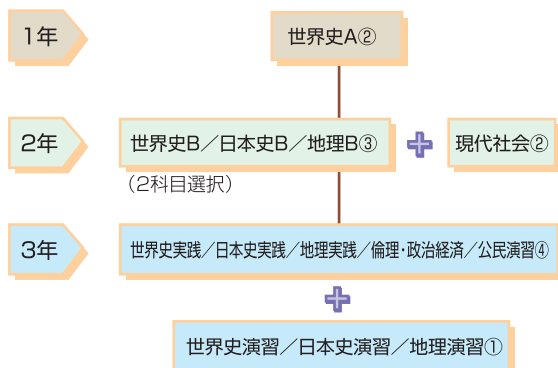 1年
世界史A②
2年
世界史B／日本史B／地理B③
現代社会②
（2科目選択）
3年
世界史実践／日本史実践／地理実践／倫理・政治経済／公民演習④
世界史演習／日本史演習／地理演習①